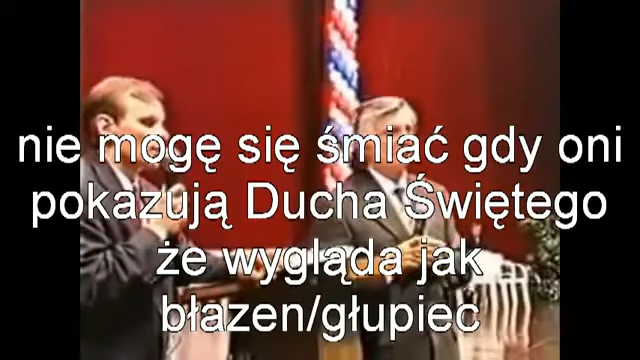 nie mogę się śmiać gdy oni
pokazują Ducha Świętego
że wygląda jak
błazen/głupiec